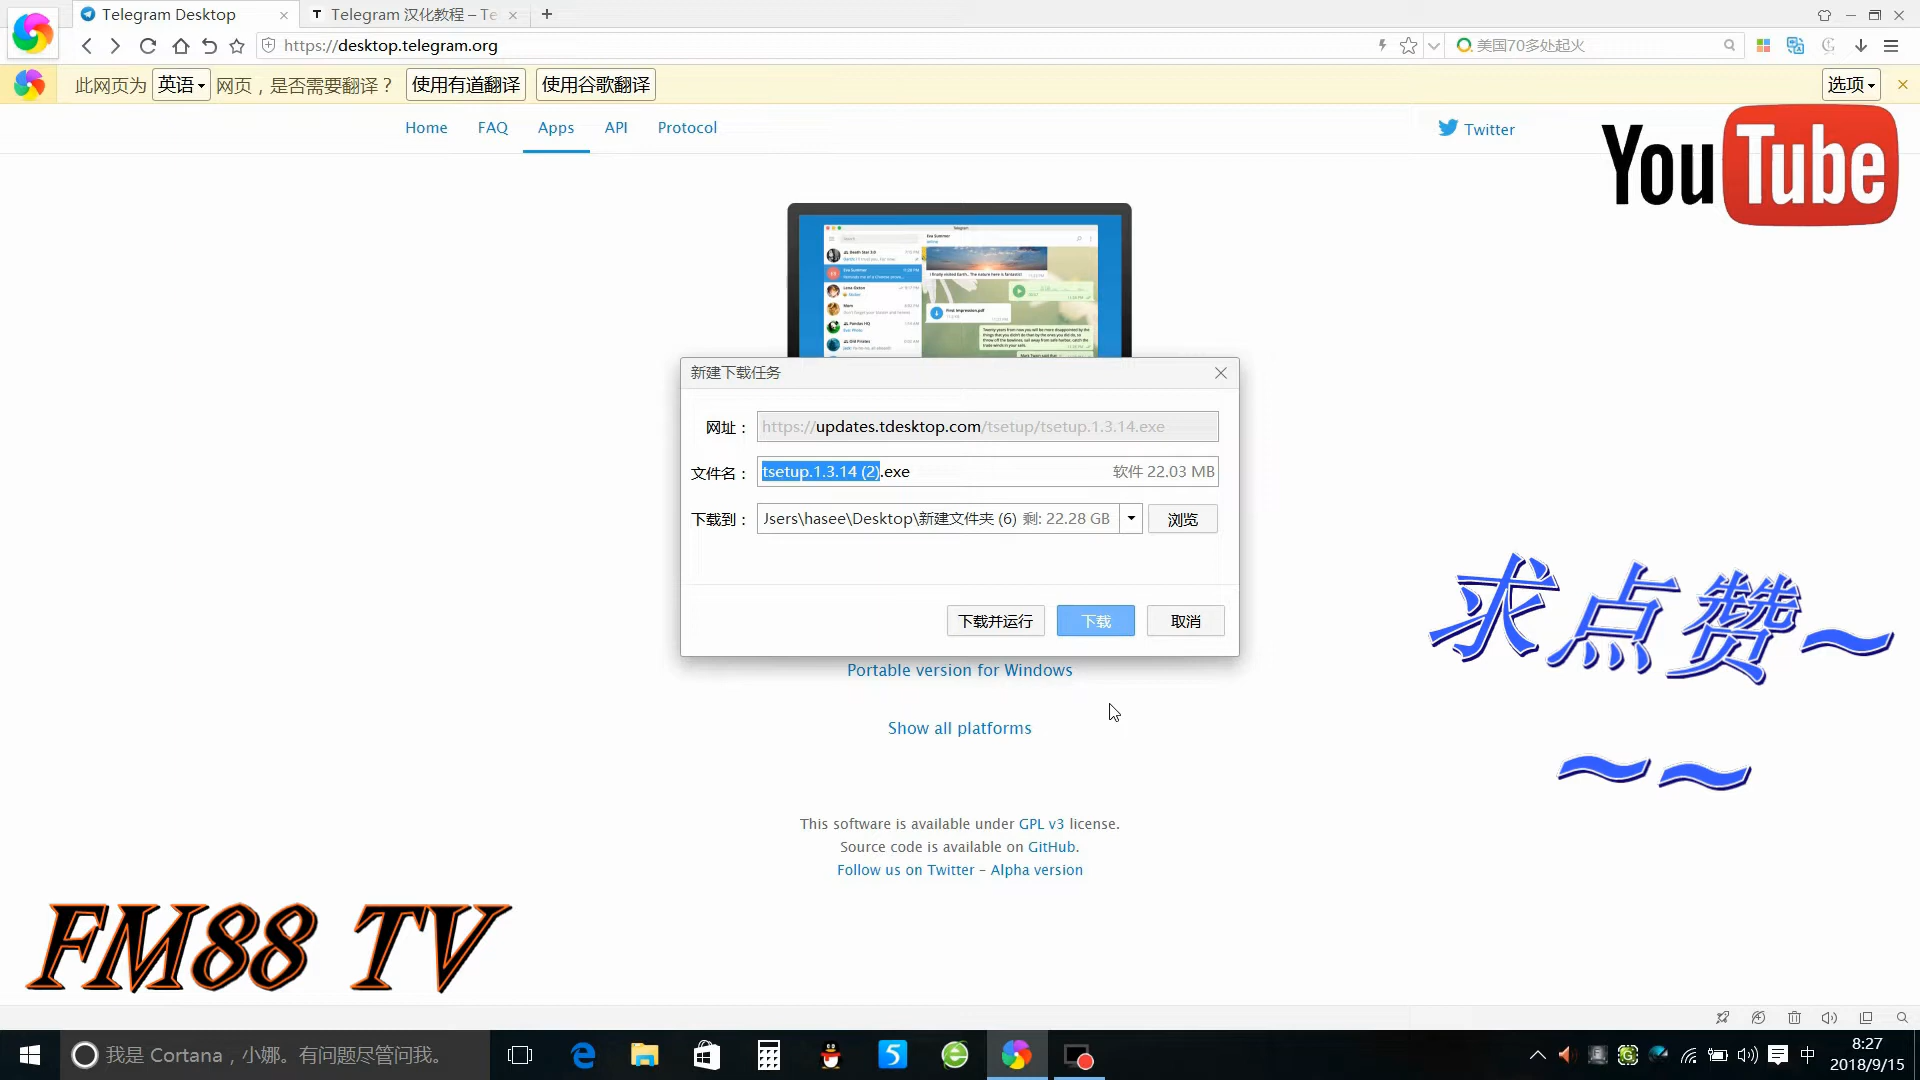 Telegram Desktop
Telegram 汉化教程 – Te
https://desktop.telegram.org
美国70多处起火
此网页为 英语 网页，是否需要翻译？ 使用有道翻译 使用谷歌翻译 选项
Home FAQ Apps API Protocol Twitter
YouTube
新建下载任务
网址：https://updates.tdesktop.com/tsetup/tsetup.1.3.14.exe
文件名：tsetup.1.3.14 (2).exe 软件 22.03 MB
下载到：Jsers\hasee\Desktop\新建文件夹 (6) 剩: 22.28 GB 浏览
下载并运行 下载 取消
Portable version for Windows
Show all platforms
求点赞~
~~
This software is available under GPL v3 license.
Source code is available on GitHub.
Follow us on Twitter – Alpha version
FM88 TV
我是 Cortana，小娜。有问题尽管问我。
中
8:27
2018/9/15